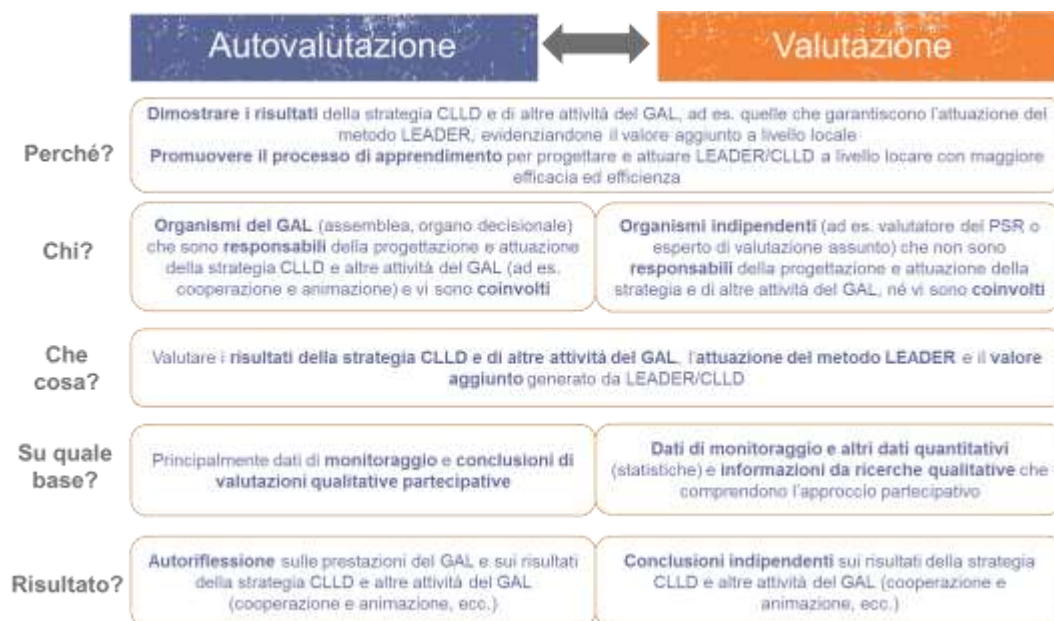 Autovalutazione
Valutazione
Perché?
Dimostrare i risultati della strategia CLLD e di altre attività del GAL, ad es. quelle che garantiscono l'attuazione del
metodo LEADER, evidenziandone il valore aggiunto a livello locale
Promuovere il processo di apprendimento per progettare e attuare LEADER/CLLD a livello locare con maggiore
efficacia ed efficienza
Chi?
Organismi del GAL (assemblea, organo decisionale)
che sono responsabili della progettazione e attuazione
della strategia CLLD e altre attività del GAL (ad es.
cooperazione e animazione) e vi sono coinvolti
Organismi indipendenti (ad es. valutatore del PSR o
esperto di valutazione assunto) che non sono
responsabili della progettazione e attuazione della
strategia e di altre attività del GAL, né vi sono coinvolti
Che
cosa?
Valutare i risultati della strategia CLLD e di altre attività del GAL, l'attuazione del metodo LEADER e il valore
aggiunto generato da LEADER/CLLD
Su quale
base?
Principalmente dati di monitoraggio e conclusioni di
valutazioni qualitative partecipative
Dati di monitoraggio e altri dati quantitativi
(statistiche) e informazioni da ricerche qualitative che
comprendono l'approccio partecipativo
Risultato?
Autoriflessione sulle prestazioni del GAL e sui risultati
della strategia CLLD e altre attività del GAL
(cooperazione e animazione, ecc.)
Conclusioni indipendenti sui risultati della strategia
CLLD e altre attività del GAL (cooperazione e
animazione, ecc.)